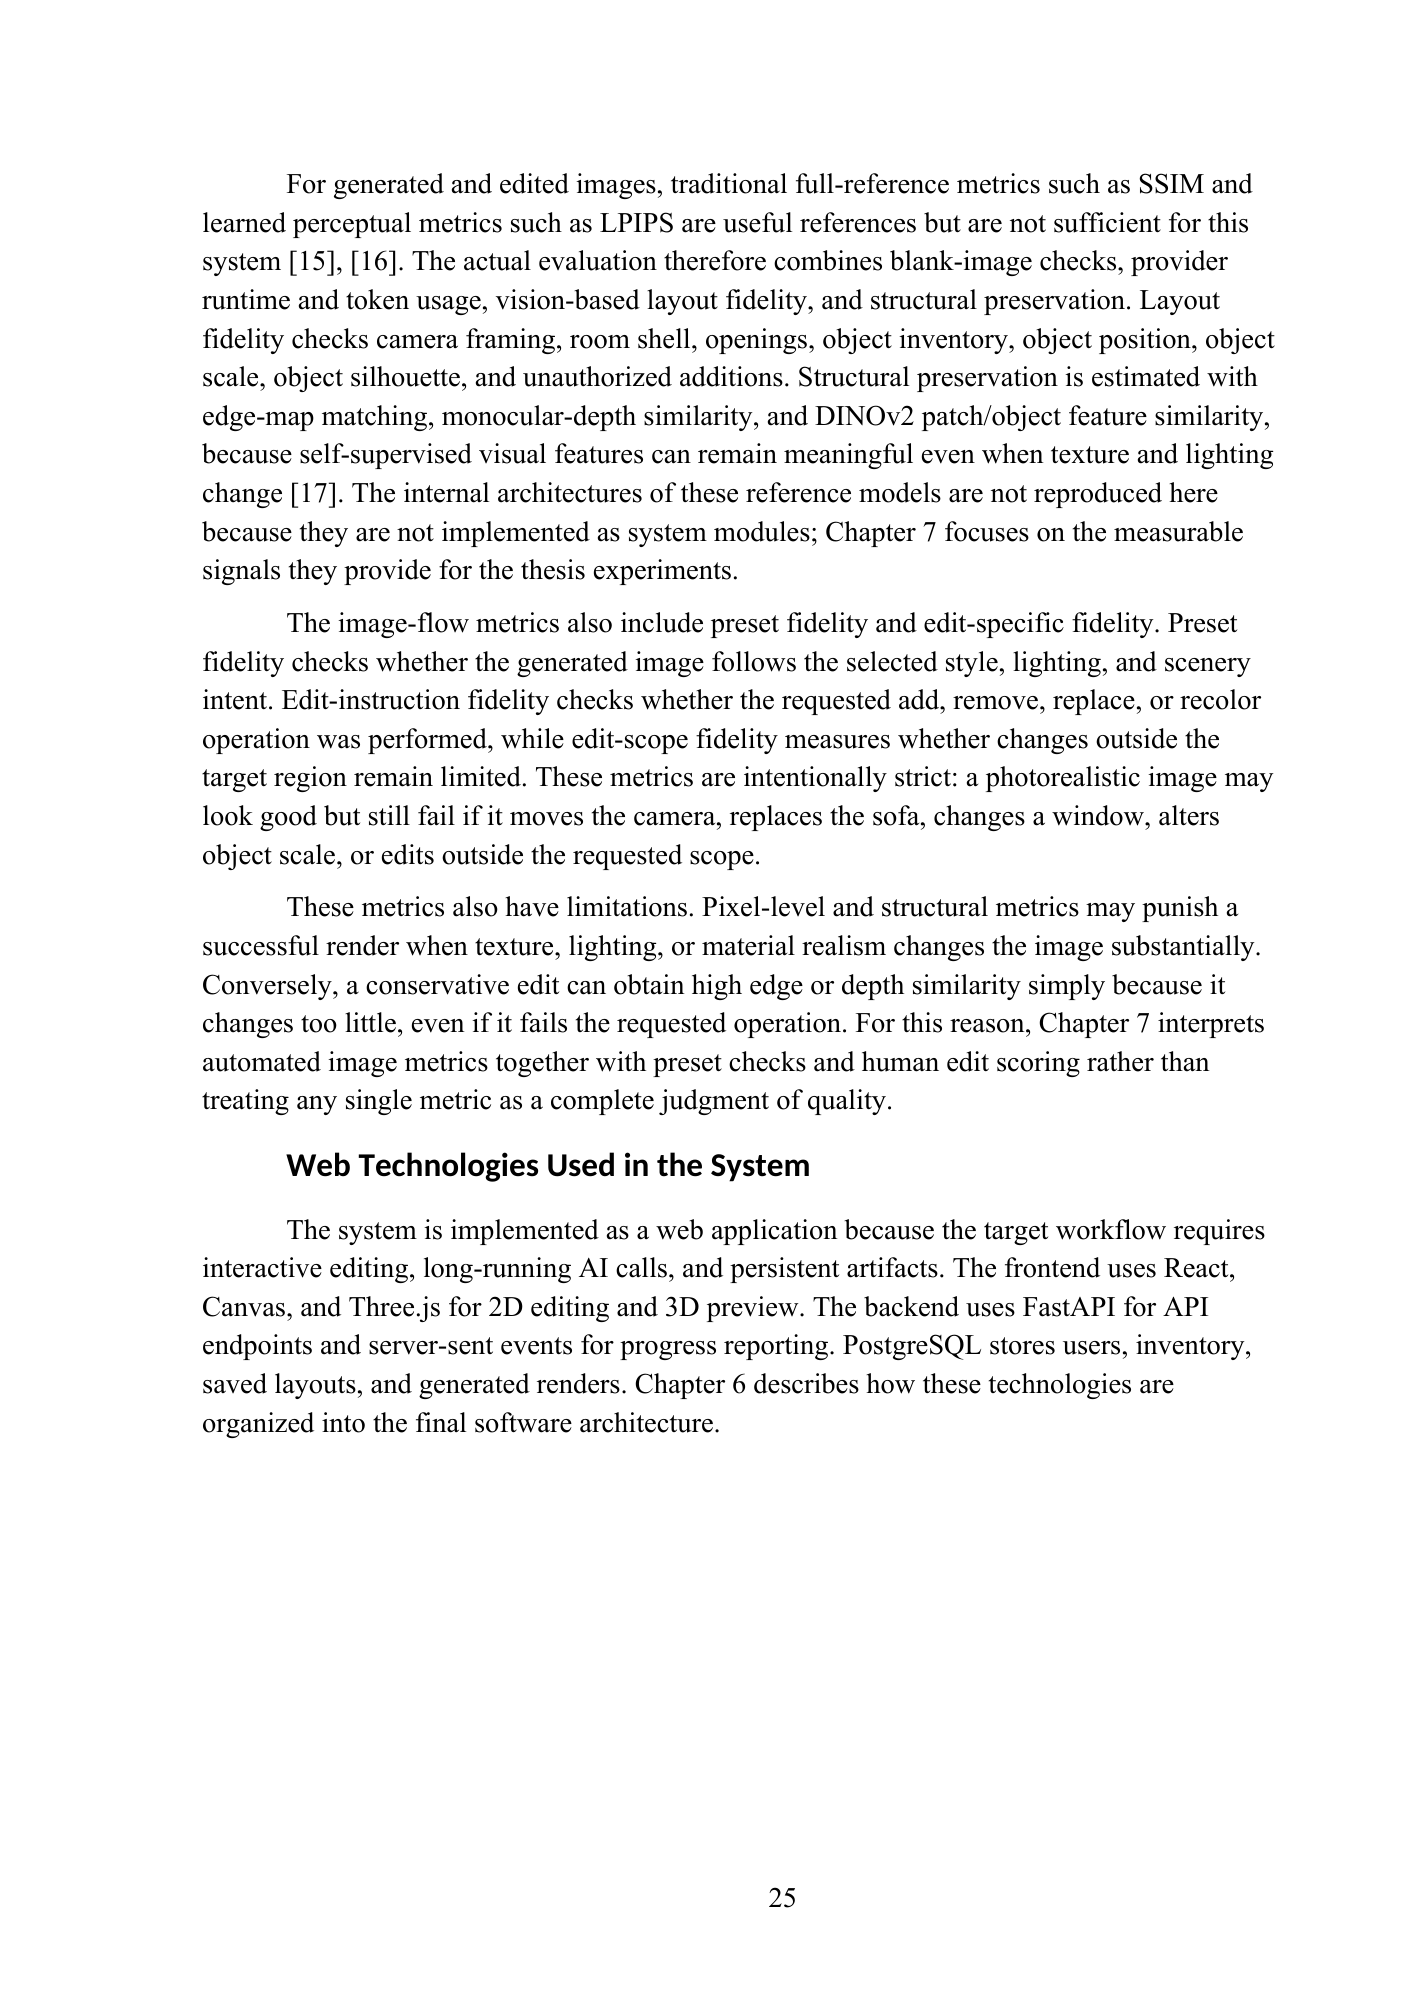 For generated and edited images, traditional full-reference metrics such as SSIM and
learned perceptual metrics such as LPIPS are useful references but are not sufficient for this
system [15], [16]. The actual evaluation therefore combines blank-image checks, provider
runtime and token usage, vision-based layout fidelity, and structural preservation. Layout
fidelity checks camera framing, room shell, openings, object inventory, object position, object
scale, object silhouette, and unauthorized additions. Structural preservation is estimated with
edge-map matching, monocular-depth similarity, and DINOv2 patch/object feature similarity,
because self-supervised visual features can remain meaningful even when texture and lighting
change [17]. The internal architectures of these reference models are not reproduced here
because they are not implemented as system modules; Chapter 7 focuses on the measurable
signals they provide for the thesis experiments.
The image-flow metrics also include preset fidelity and edit-specific fidelity. Preset
fidelity checks whether the generated image follows the selected style, lighting, and scenery
intent. Edit-instruction fidelity checks whether the requested add, remove, replace, or recolor
operation was performed, while edit-scope fidelity measures whether changes outside the
target region remain limited. These metrics are intentionally strict: a photorealistic image may
look good but still fail if it moves the camera, replaces the sofa, changes a window, alters
object scale, or edits outside the requested scope.
These metrics also have limitations. Pixel-level and structural metrics may punish a
successful render when texture, lighting, or material realism changes the image substantially.
Conversely, a conservative edit can obtain high edge or depth similarity simply because it
changes too little, even if it fails the requested operation. For this reason, Chapter 7 interprets
automated image metrics together with preset checks and human edit scoring rather than
treating any single metric as a complete judgment of quality.
Web Technologies Used in the System
The system is implemented as a web application because the target workflow requires
interactive editing, long-running AI calls, and persistent artifacts. The frontend uses React,
Canvas, and Three.js for 2D editing and 3D preview. The backend uses FastAPI for API
endpoints and server-sent events for progress reporting. PostgreSQL stores users, inventory,
saved layouts, and generated renders. Chapter 6 describes how these technologies are
organized into the final software architecture.
25